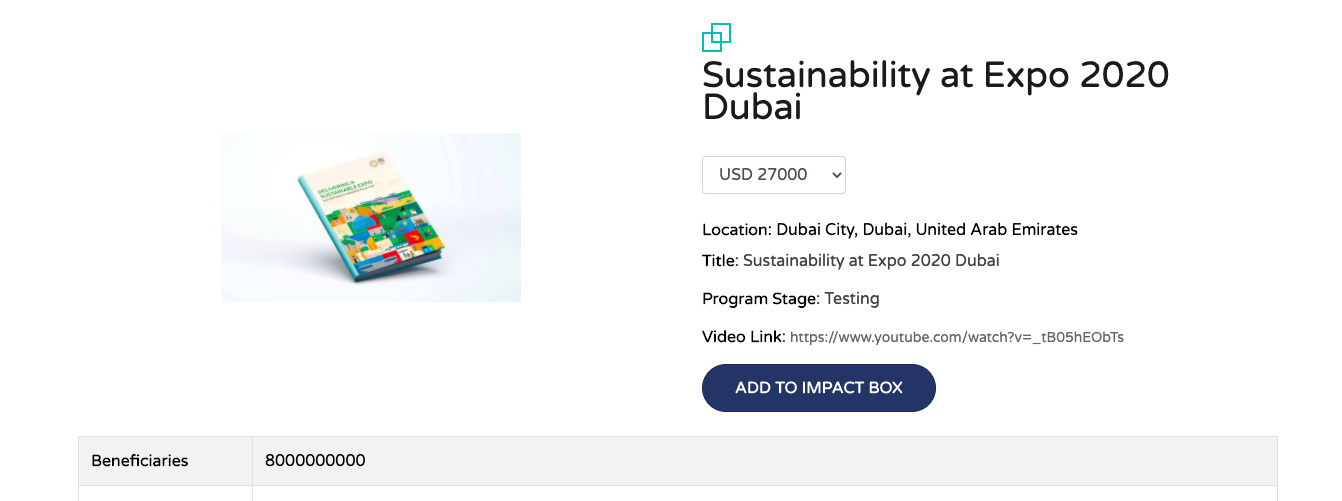 Sustainability at Expo 2020
Dubai
USD 27000
Location: Dubai City, Dubai, United Arab Emirates
Title: Sustainability at Expo 2020 Dubai
Program Stage: Testing
Video Link: https://www.youtube.com/watch?v=_tB05hEObTs
ADD TO IMPACT BOX
DELIVERING A
SUSTAINABLE EXPO
Beneficiaries 8000000000